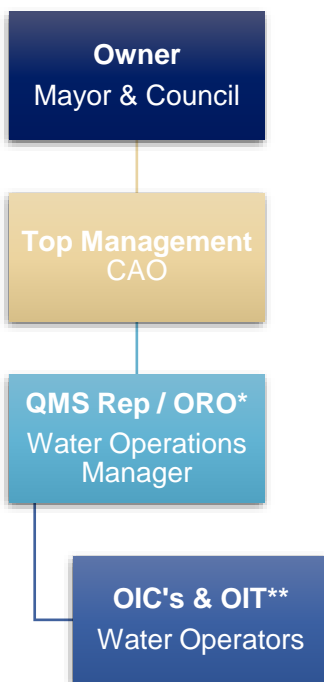 Owner
Mayor & Council
Top Management
CAO
QMS Rep / ORO*
Water Operations
Manager
OIC's & OIT**
Water Operators